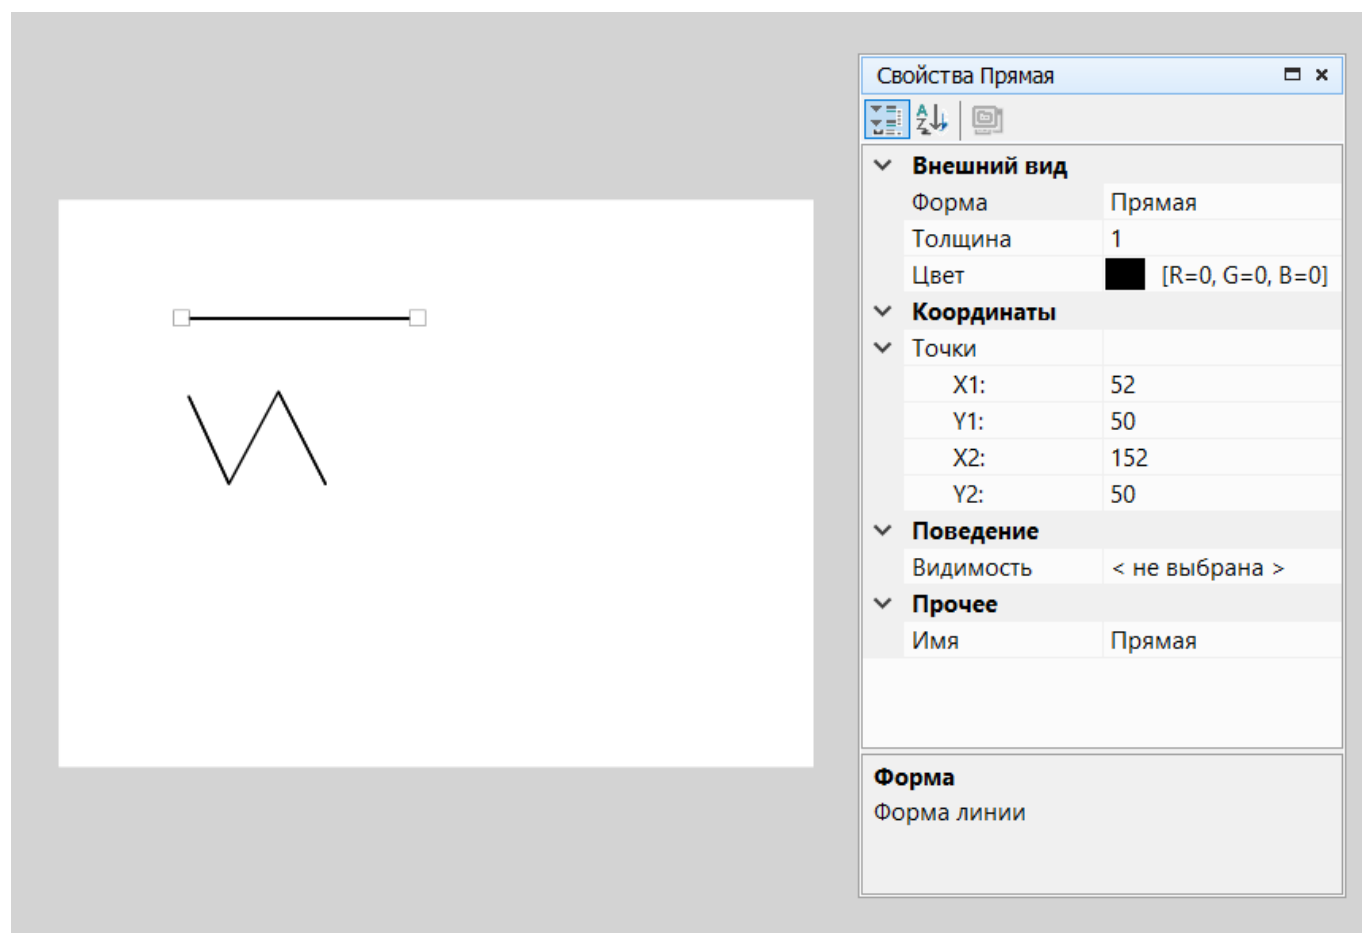 Свойства Прямая
Внешний вид
Форма Прямая
Толщина 1
Цвет [R=0, G=0, B=0]
Координаты
Точки
X1: 52
Y1: 50
X2: 152
Y2: 50
Поведение
Видимость < не выбрана >
Прочее
Имя Прямая
Форма
Форма линии